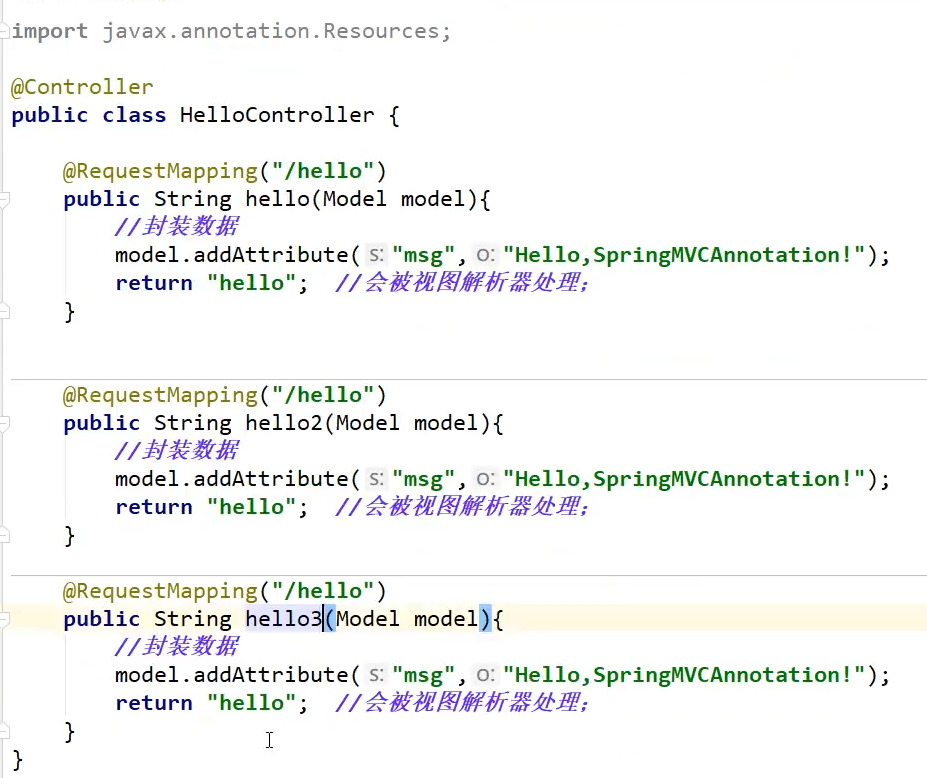 import javax.annotation.Resources;
@Controller
public class HelloController {
@RequestMapping("/hello")
public String hello(Model model){
//封装数据
model.addAttribute( s: "msg", o: "Hello,SpringMVCAnnotation!");
return "hello"; //会被视图解析器处理;
}
@RequestMapping("/hello")
public String hello2(Model model){
//封装数据
model.addAttribute( s: "msg", o: "Hello,SpringMVCAnnotation!");
return "hello"; //会被视图解析器处理;
}
@RequestMapping("/hello")
public String hello3(Model model){
//封装数据
model.addAttribute( s: "msg", o: "Hello,SpringMVCAnnotation!");
return "hello"; //会被视图解析器处理;
}
}